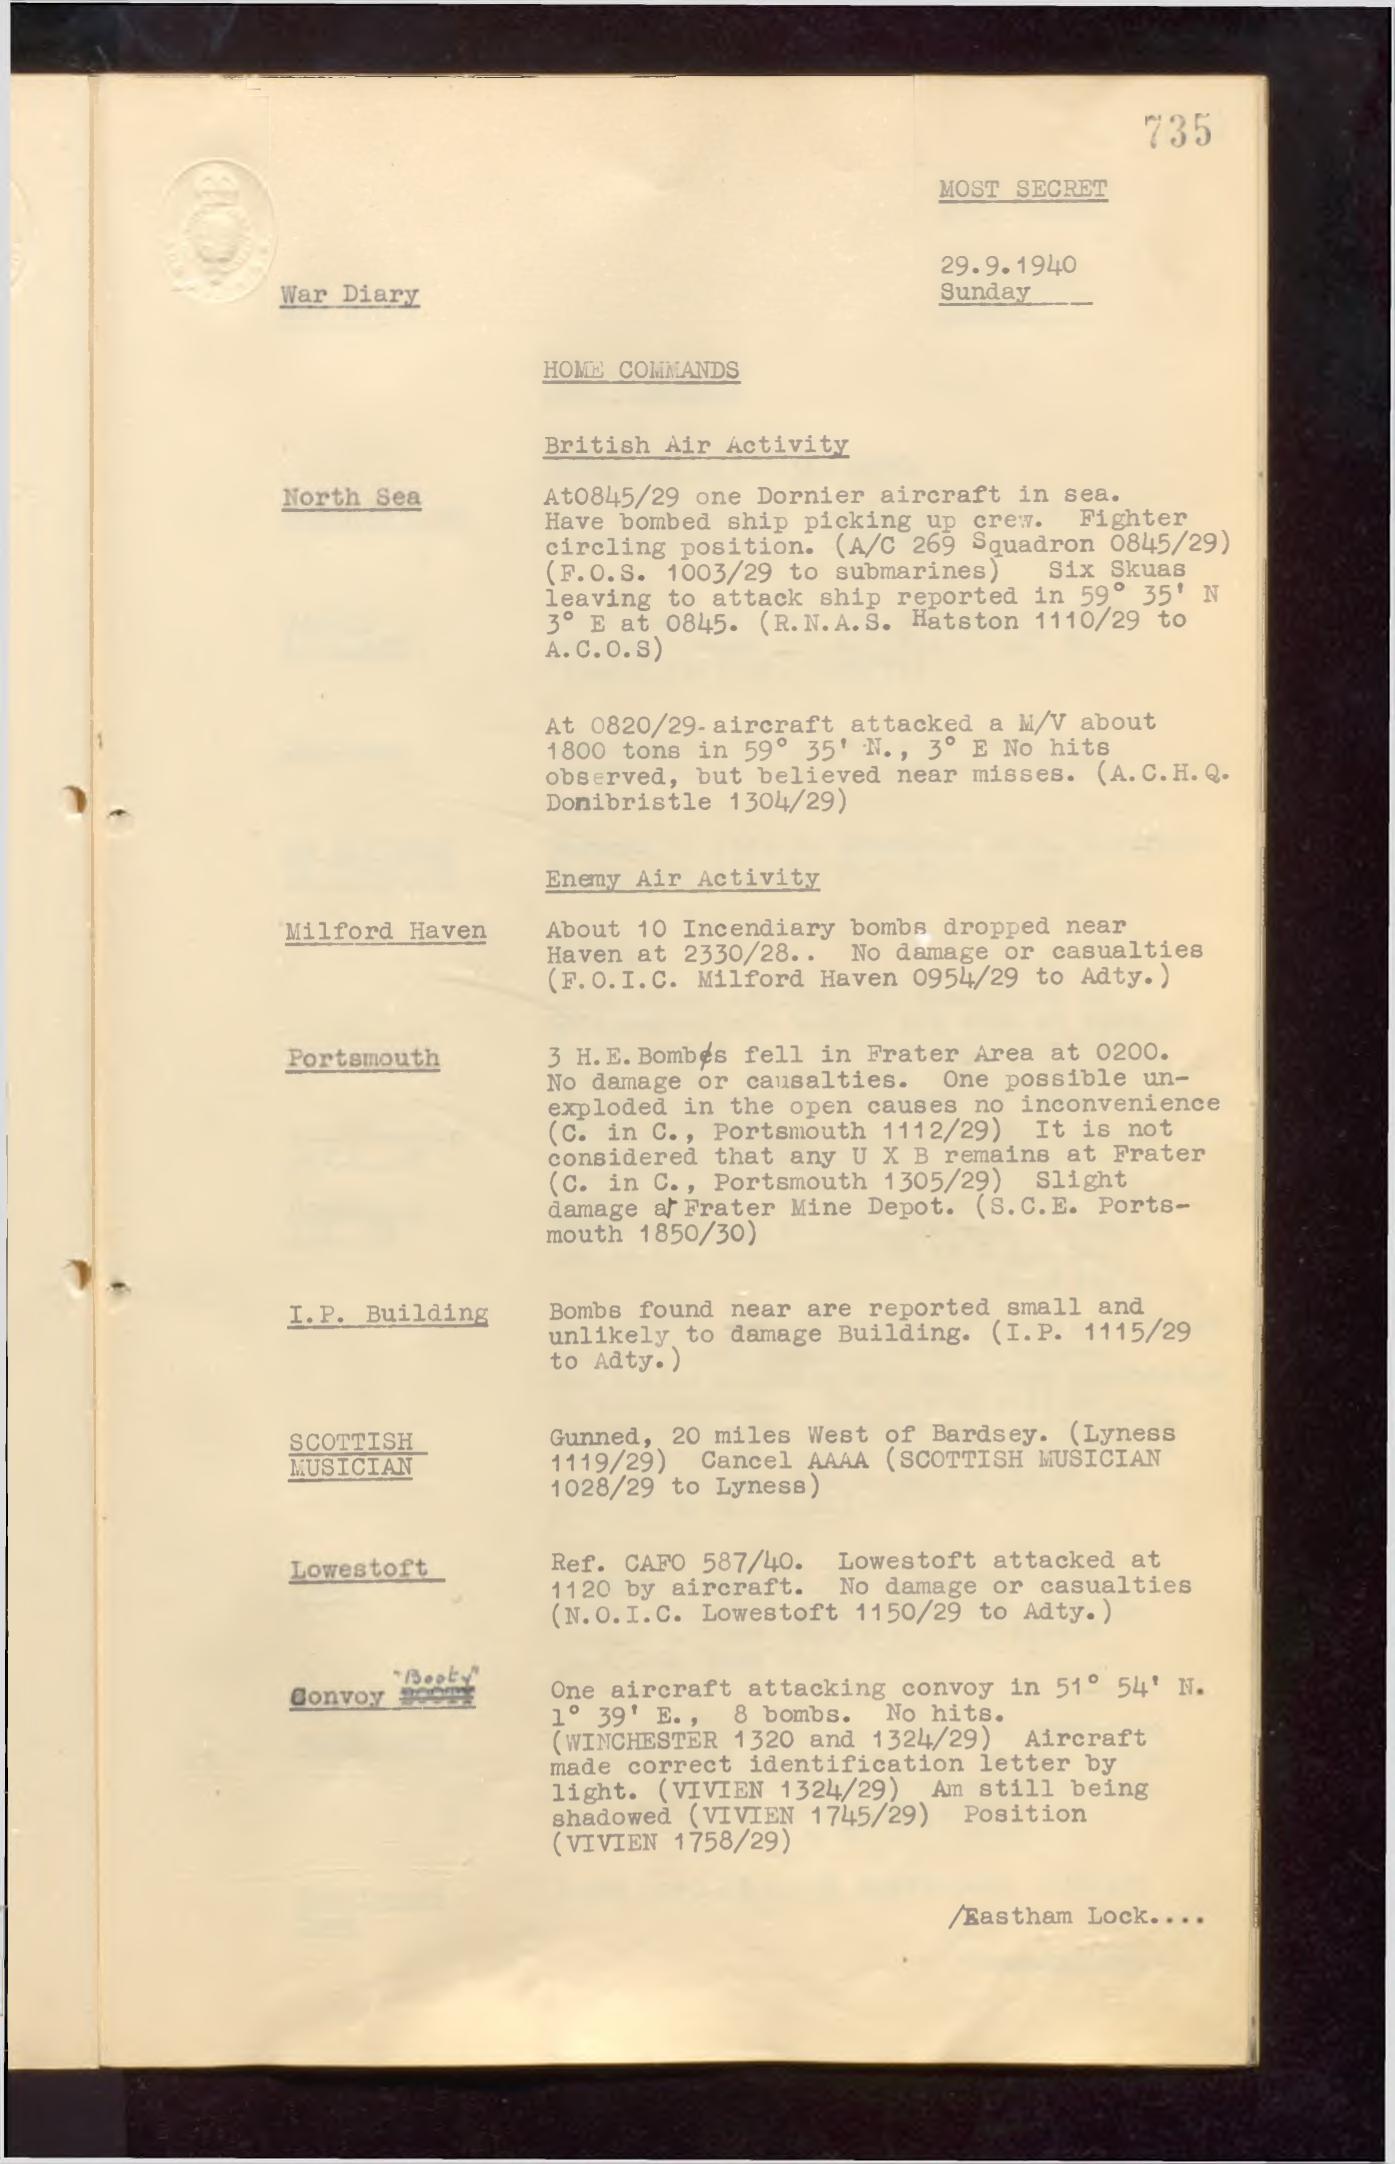 735
MOST SECRET
29.9.1940
Sunday
War Diary
HOME COMMANDS
British Air Activity
North Sea
At0845/29 one Dornier aircraft in sea.
Have bombed ship picking up crew. Fighter
circling position. (A/C 269 Squadron 0845/29)
(F.O.S. 1003/29 to submarines) Six Skuas
leaving to attack ship reported in 59° 35' N
3° E at 0845. (R.N.A.S. Hatston 1110/29 to
A.C.O.S)
At 0820/29-aircraft attacked a M/V about
1800 tons in 59° 35' N., 3° E No hits
observed, but believed near misses. (A.C.H.Q.
Donibristle 1304/29)
Enemy Air Activity
Milford Haven
About 10 Incendiary bombs dropped near
Haven at 2330/28.. No damage or casualties
(F.O.I.C. Milford Haven 0954/29 to Adty.)
Portsmouth
3 H.E.Bombs fell in Frater Area at 0200.
No damage or causalties. One possible un-
exploded in the open causes no inconvenience
(C. in C., Portsmouth 1112/29) It is not
considered that any U X B remains at Frater
(C. in C., Portsmouth 1305/29) Slight
damage at Frater Mine Depot. (S.C.E. Ports-
mouth 1850/30)
I.P. Building
Bombs found near are reported small and
unlikely to damage Building. (I.P. 1115/29
to Adty.)
SCOTTISH
MUSICIAN
Gunned, 20 miles West of Bardsey. (Lyness
1119/29) Cancel AAAA (SCOTTISH MUSICIAN
1028/29 to Lyness)
Lowestoft
Ref. CAFO 587/40. Lowestoft attacked at
1120 by aircraft. No damage or casualties
(N.O.I.C. Lowestoft 1150/29 to Adty.)
"Booty"
Convoy BOOTY
One aircraft attacking convoy in 51° 54' N.
1° 39' E., 8 bombs. No hits.
(WINCHESTER 1320 and 1324/29) Aircraft
made correct identification letter by
light. (VIVIEN 1324/29) Am still being
shadowed (VIVIEN 1745/29) Position
(VIVIEN 1758/29)
/Eastham Lock....